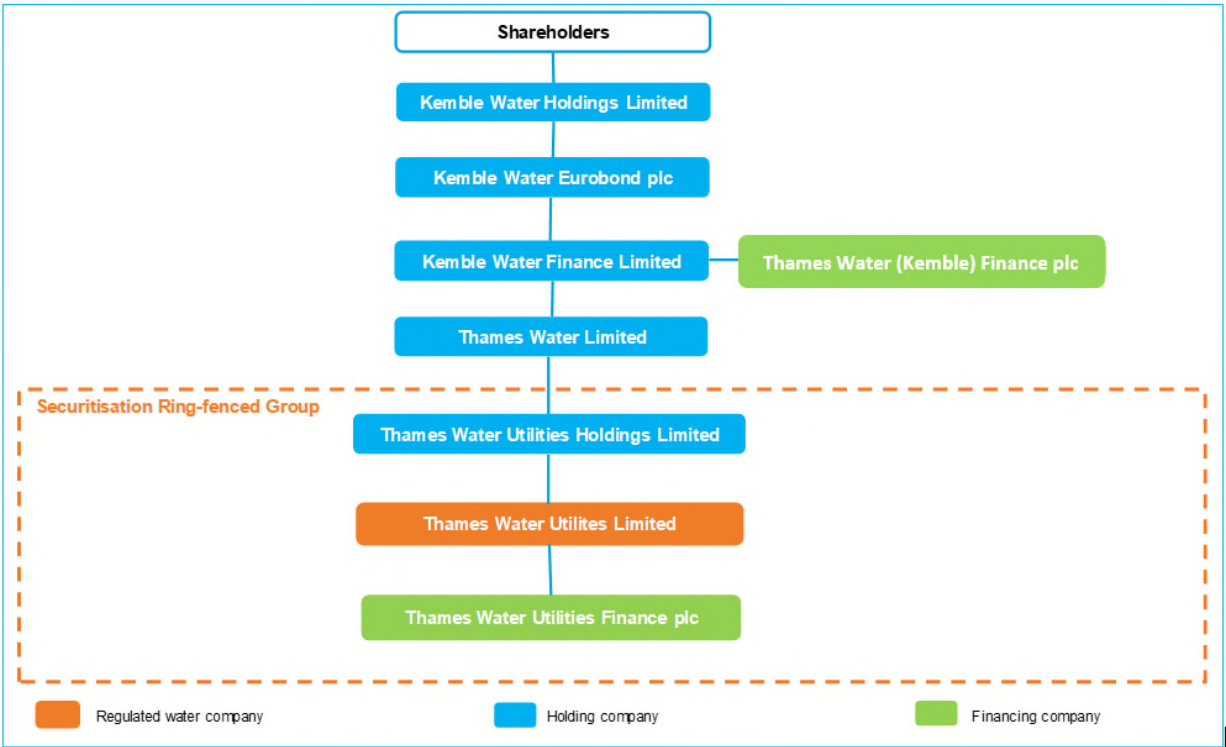 Shareholders
Kemble Water Holdings Limited
Kemble Water Eurobond plc
Kemble Water Finance Limited
Thames Water (Kemble) Finance plc
Thames Water Limited
Securitisation Ring-fenced Group
Thames Water Utilities Holdings Limited
Thames Water Utilites Limited
Thames Water Utilities Finance plc
Regulated water company
Holding company
Financing company